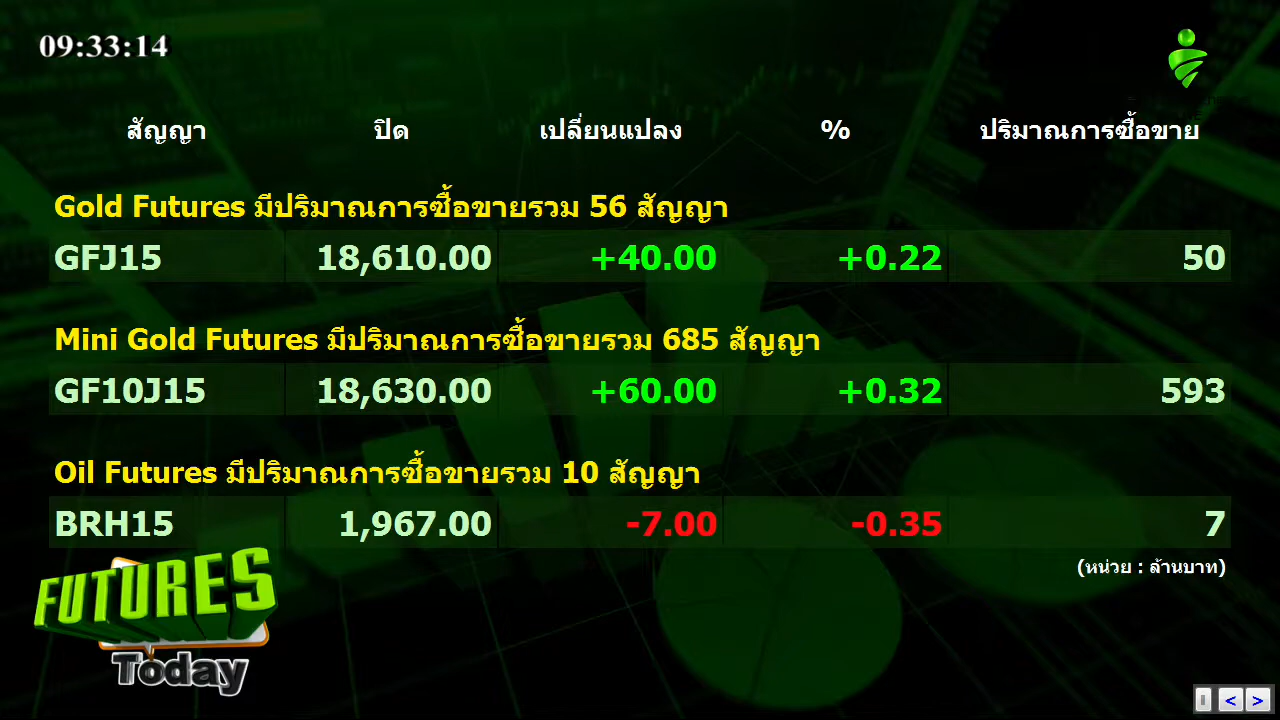 09:33:14
สัญญา ปิด เปลี่ยนแปลง % ปริมาณการซื้อขาย
Gold Futures มีปริมาณการซื้อขายรวม 56 สัญญา
GFJ15 18,610.00 +40.00 +0.22 50
Mini Gold Futures มีปริมาณการซื้อขายรวม 685 สัญญา
GF10J15 18,630.00 +60.00 +0.32 593
Oil Futures มีปริมาณการซื้อขายรวม 10 สัญญา
BRH15 1,967.00 -7.00 -0.35 7
(หน่วย : ล้านบาท)
FUTURES
Today
< >